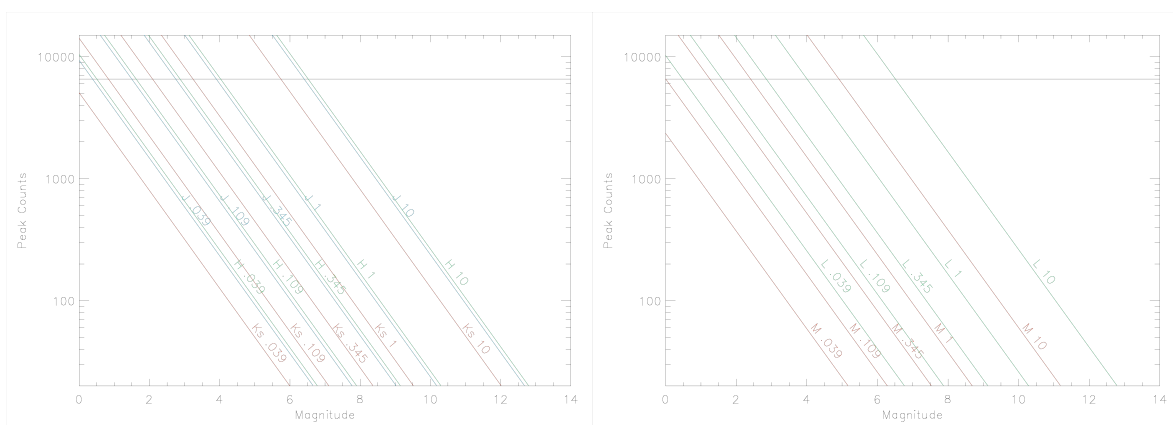 10000
1000
100
Peak Counts
J .039
J .109
J .345
J 1
J 10
H .039
H .109
H .345
H 1
H 10
Ks .039
Ks .109
Ks .345
Ks 1
Ks 10
0 2 4 6 8 10 12 14
Magnitude
10000
1000
100
Peak Counts
L .039
L .109
L .345
L 1
L 10
M .039
M .109
M .345
M 1
M 10
0 2 4 6 8 10 12 14
Magnitude